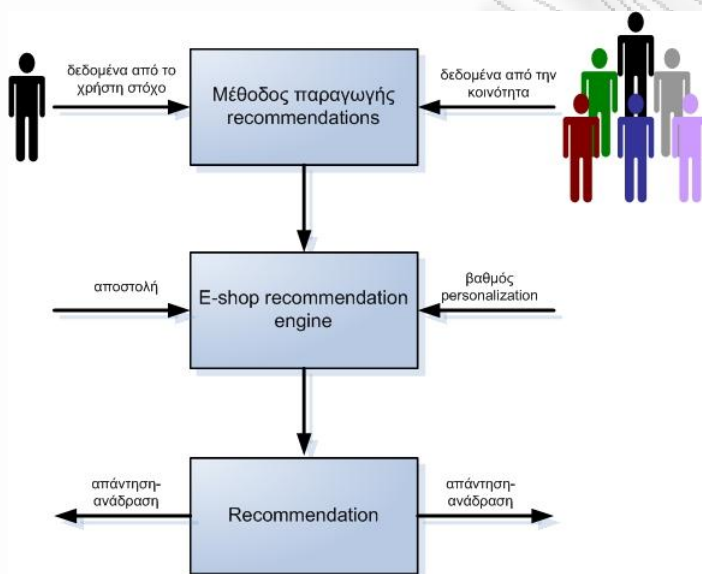 δεδομένα από το
χρήστη στόχο
Μέθοδος παραγωγής
recommendations
δεδομένα από την
κοινότητα
αποστολή
E-shop recommendation
engine
βαθμός
personalization
απάντηση-
ανάδραση
Recommendation
απάντηση-
ανάδραση